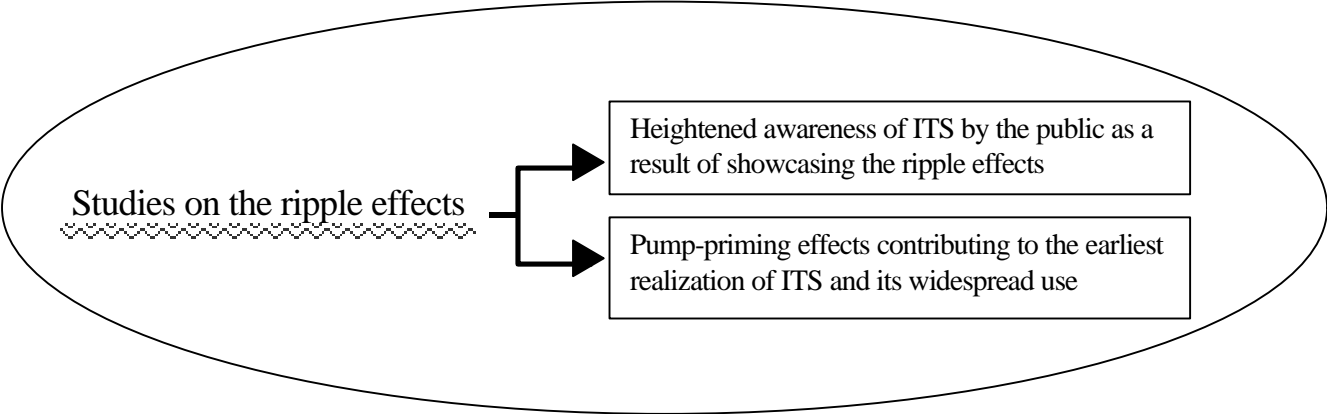 Studies on the ripple effects
Heightened awareness of ITS by the public as a
result of showcasing the ripple effects
Pump-priming effects contributing to the earliest
realization of ITS and its widespread use